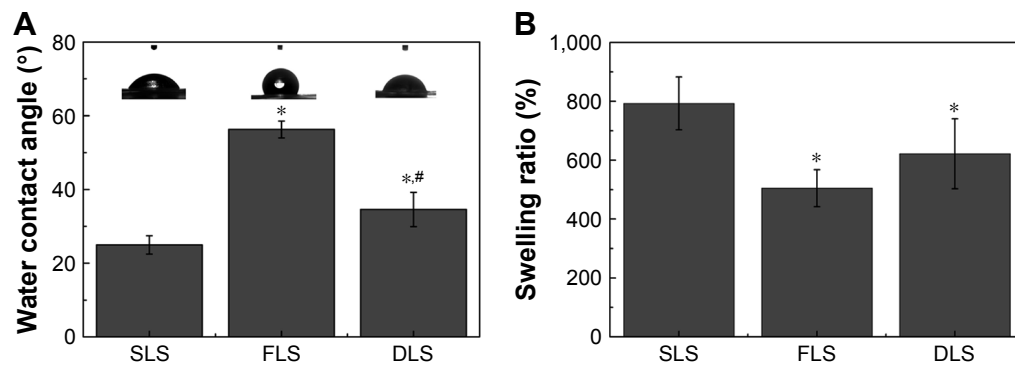 A
Water contact angle (°)
80
60
40
20
0
*
*,#
SLS
FLS
DLS
B
Swelling ratio (%)
1,000
800
600
400
200
0
*
*
SLS
FLS
DLS